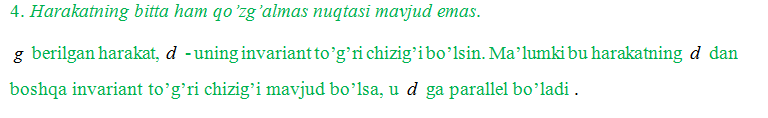 4. Harakatning bitta ham qo’zg’almas nuqtasi mavjud emas.
g berilgan harakat, d - uning invariant to’g’ri chizig’i bo’lsin. Ma’lumki bu harakatning d dan
boshqa invariant to’g’ri chizig’i mavjud bo’lsa, u d ga parallel bo’ladi .